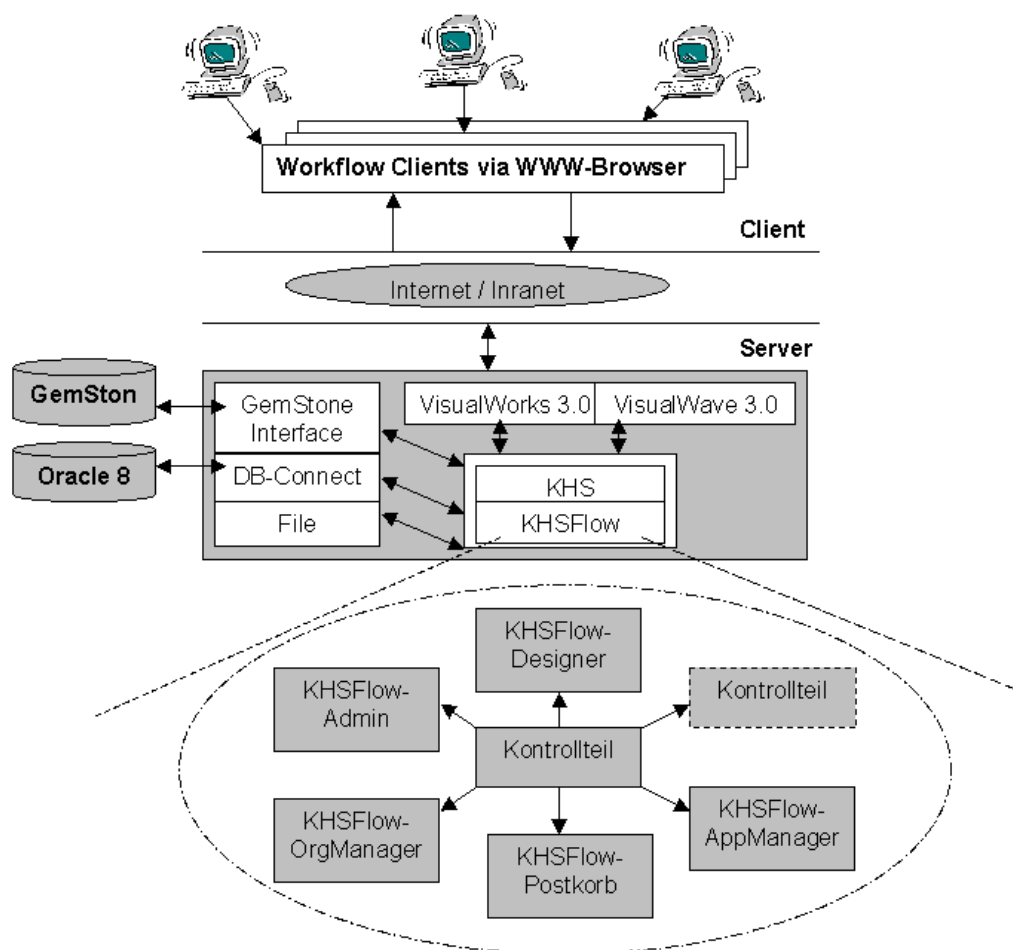 Workflow Clients via WWW-Browser
Client
Internet / Inranet
Server
GemSton
Oracle 8
GemStone
Interface
DB-Connect
File
VisualWorks 3.0
VisualWave 3.0
KHS
KHSFlow
KHSFlow-
Designer
KHSFlow-
Admin
Kontrollteil
Kontrollteil
KHSFlow-
OrgManager
KHSFlow-
AppManager
KHSFlow-
Postkorb